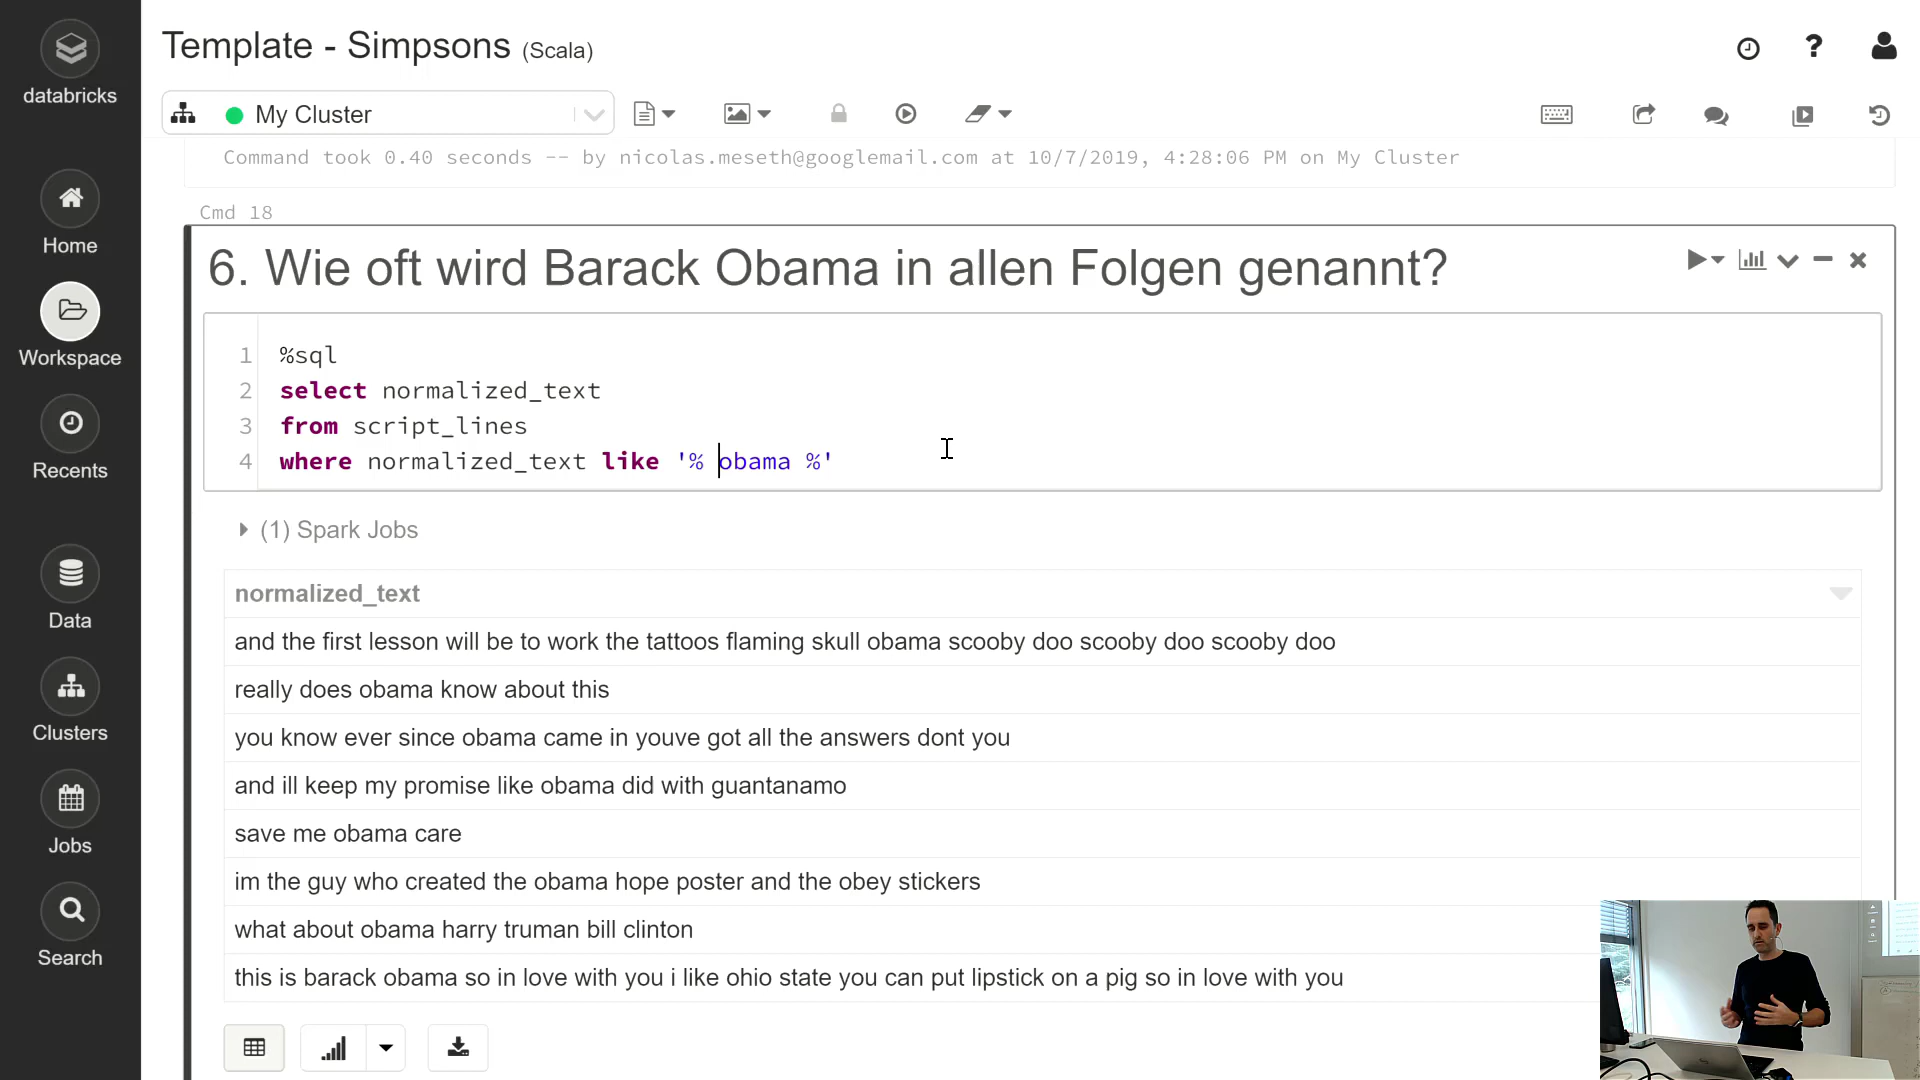 databricks
Home
Workspace
Recents
Data
Clusters
Jobs
Search
Template - Simpsons (Scala)
?
My Cluster
Command took 0.40 seconds -- by nicolas.meseth@googlemail.com at 10/7/2019, 4:28:06 PM on My Cluster
Cmd 18
6. Wie oft wird Barack Obama in allen Folgen genannt?
1 %sql
2 select normalized_text
3 from script_lines
4 where normalized_text like '% obama %'
(1) Spark Jobs
normalized_text
and the first lesson will be to work the tattoos flaming skull obama scooby doo scooby doo scooby doo
really does obama know about this
you know ever since obama came in youve got all the answers dont you
and ill keep my promise like obama did with guantanamo
save me obama care
im the guy who created the obama hope poster and the obey stickers
what about obama harry truman bill clinton
this is barack obama so in love with you i like ohio state you can put lipstick on a pig so in love with you